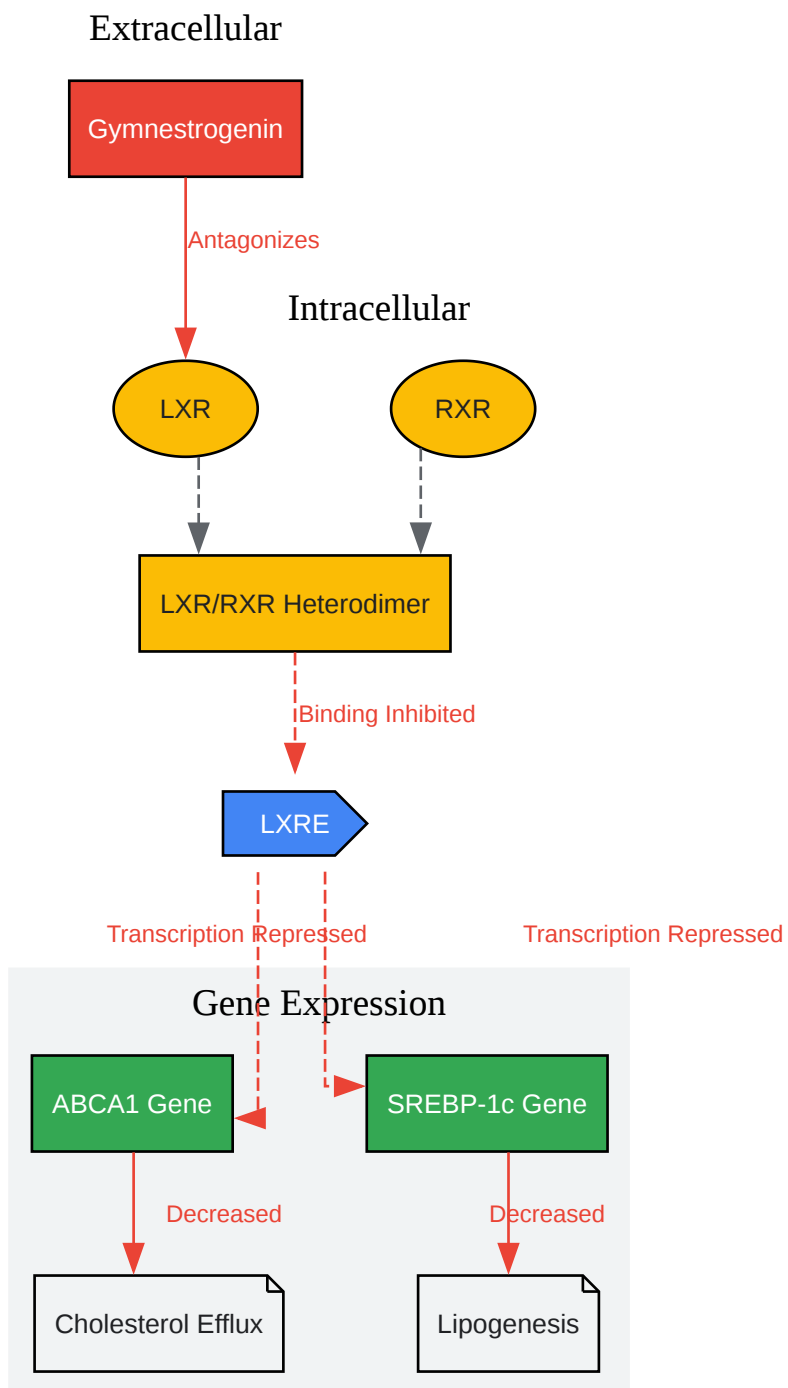 Extracellular
Gymnestrogenin
Antagonizes
Intracellular
LXR
RXR
LXR/RXR Heterodimer
Binding Inhibited
LXRE
Transcription Repressed
Transcription Repressed
Gene Expression
ABCA1 Gene
SREBP-1c Gene
Decreased
Decreased
Cholesterol Efflux
Lipogenesis